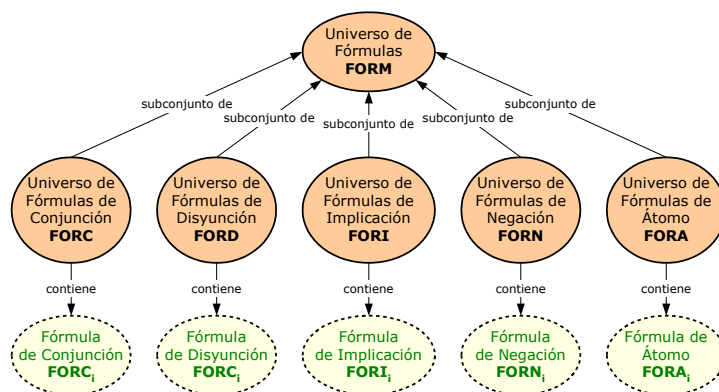 Universo de
Fórmulas
FORM
subconjunto de
subconjunto de
subconjunto de
subconjunto de
subconjunto de
Universo de
Fórmulas de
Conjunción
FORC
Universo de
Fórmulas de
Disyunción
FORD
Universo de
Fórmulas de
Implicación
FORI
Universo de
Fórmulas de
Negación
FORN
Universo de
Fórmulas de
Átomo
FORA
contiene
contiene
contiene
contiene
contiene
Fórmula
de Conjunción
FORCi
Fórmula
de Disyunción
FORCi
Fórmula
de Implicación
FORIi
Fórmula
de Negación
FORNi
Fórmula de
Átomo
FORAi